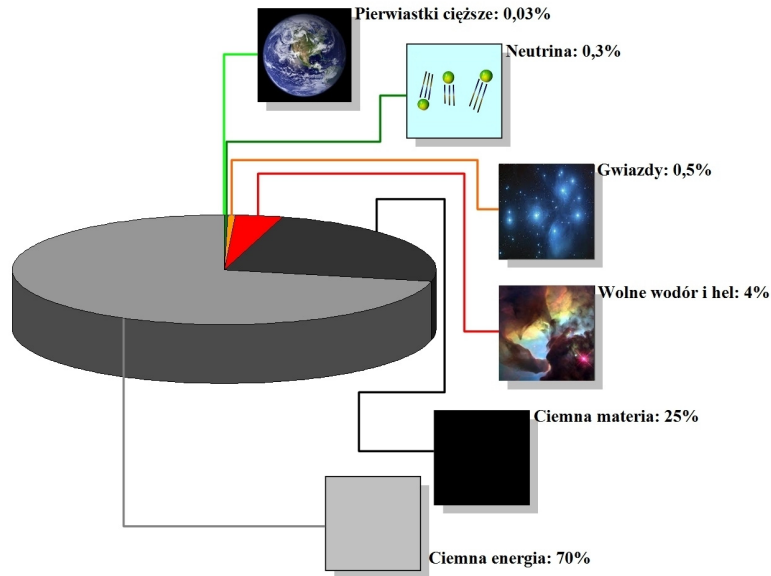 Pierwiastki cięższe: 0,03%
Neutrina: 0,3%
Gwiazdy: 0,5%
Wolne wodór i hel: 4%
Ciemna materia: 25%
Ciemna energia: 70%